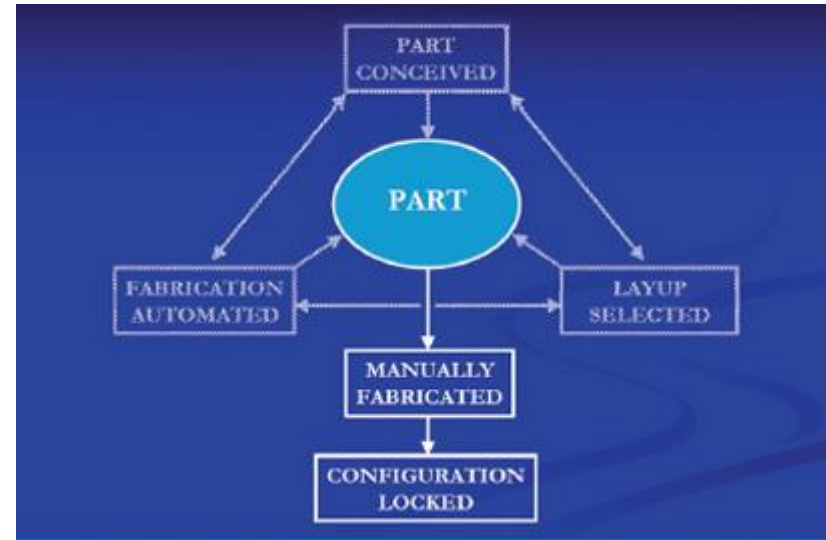 PART
CONCEIVED
PART
FABRICATION
AUTOMATED
LAYUP
SELECTED
MANUALLY
FABRICATED
CONFIGURATION
LOCKED